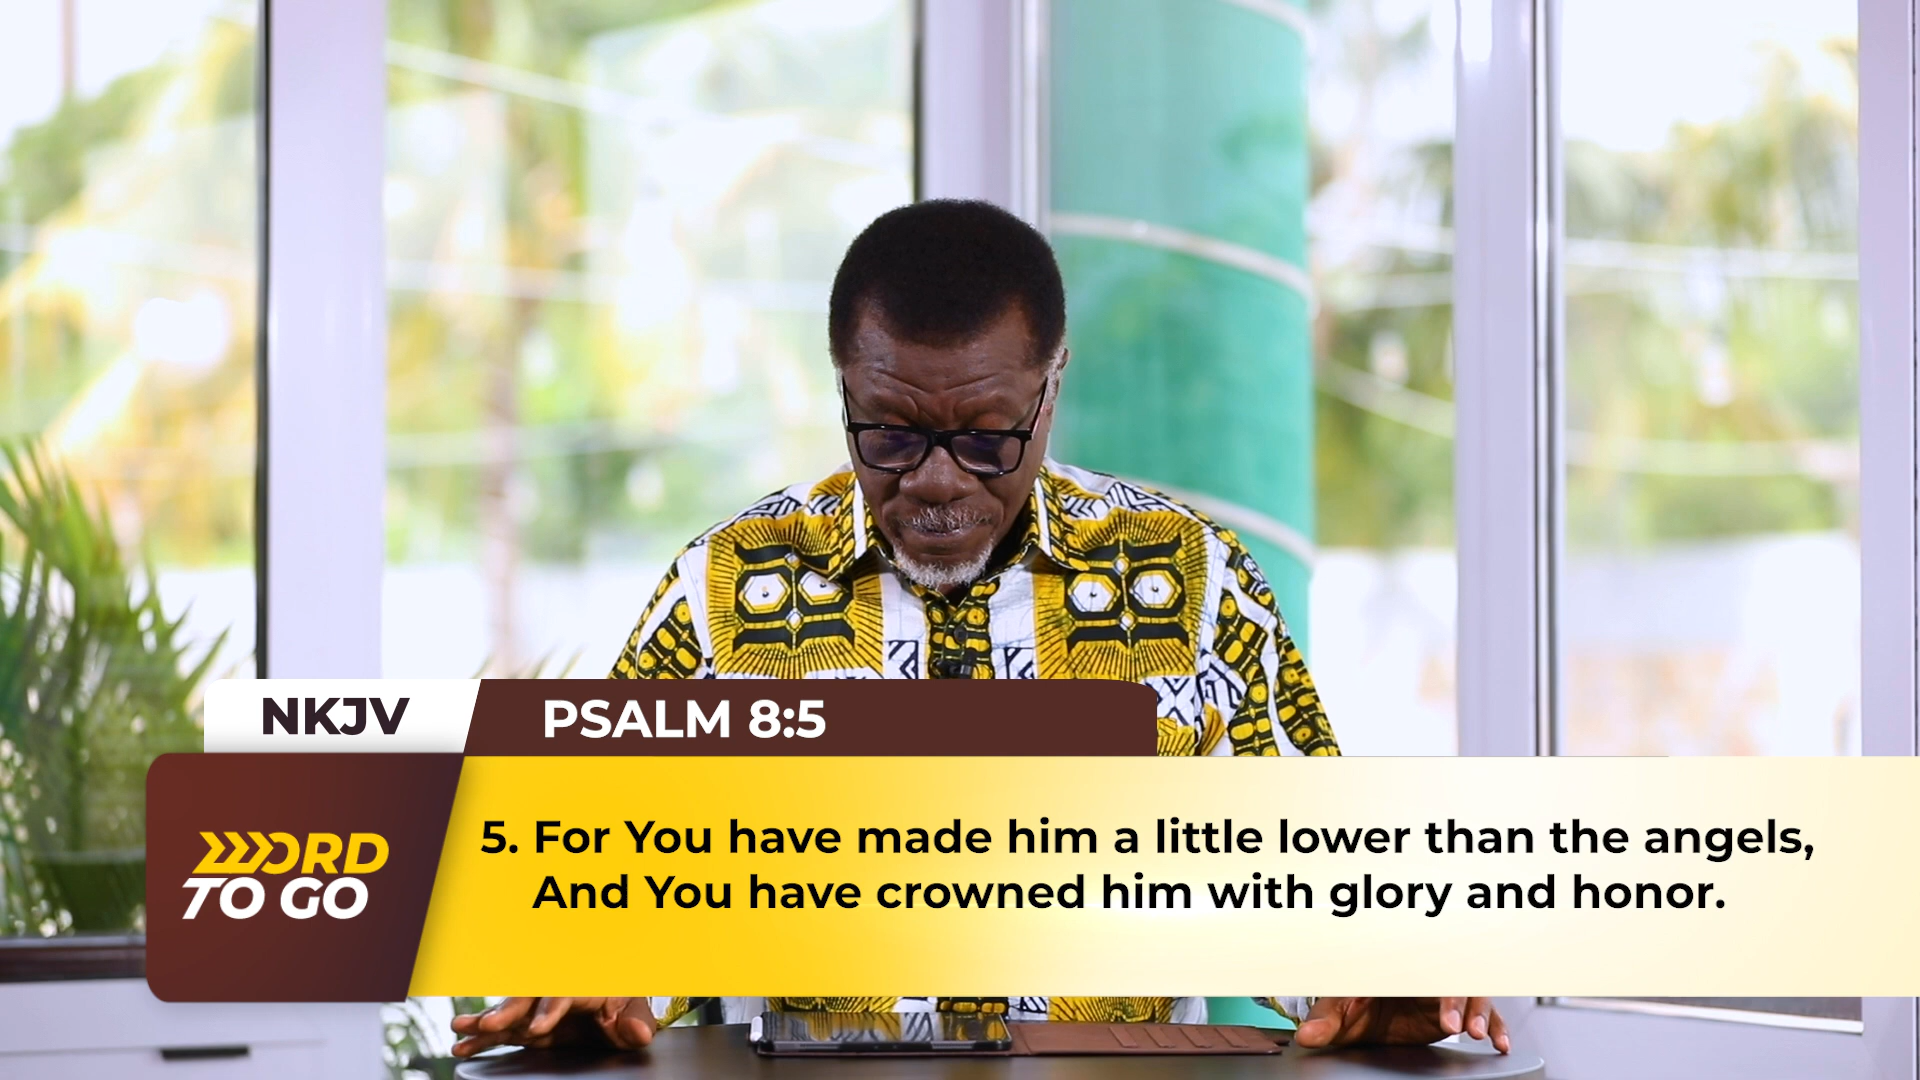 NKJV
PSALM 8:5
WORD
TO GO
5. For You have made him a little lower than the angels,
And You have crowned him with glory and honor.